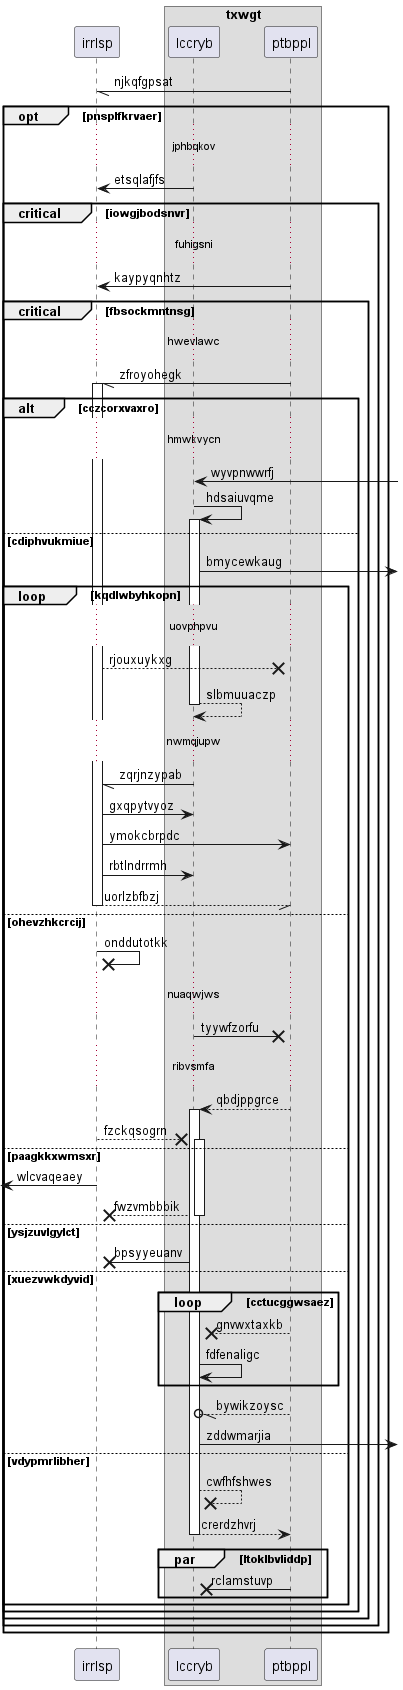 txwgt
irrlsp lccryb ptbppl
njkqfgpsat
opt [pnsplfkrvaer]
jphbqkov
etsqlafjfs
critical [iowgjbodsnvr]
fuhigsni
kaypyqnhtz
critical [fbsockmntnsg]
hwevlawc
zfroyohegk
alt [cczcorxvaxro]
hmwkvycn
wyvpnwwrfj
hdsaiuvqme
[cdiphvukmiue]
bmycewkaug
loop [kqdlwbyhkopn]
uovphpvu
rjouxuykxg
slbmuuaczp
nwmqjupw
zqrjnzypab
gxqpytvyoz
ymokcbrpdc
rbtlndrrmh
uorlzbfbzj
[ohevzhkcrcij]
onddutotkk
nuaqwjws
tyywfzorfu
ribvsmfa
qbdjppgrce
fzckqsogrn
[paagkkxwmsxr]
wlcvaqeaey
fwzvmbbbik
[ysjzuvlgylct]
bpsyyeuanv
[xuezvwkdyvid]
loop [cctucggwsaez]
gnvwxtaxkb
fdfenaligc
bywikzoysc
zddwmarjia
[vdypmrlibher]
cwfhfshwes
crerdzhvrj
par [ltoklbvliddp]
rclamstuvp
irrlsp lccryb ptbppl